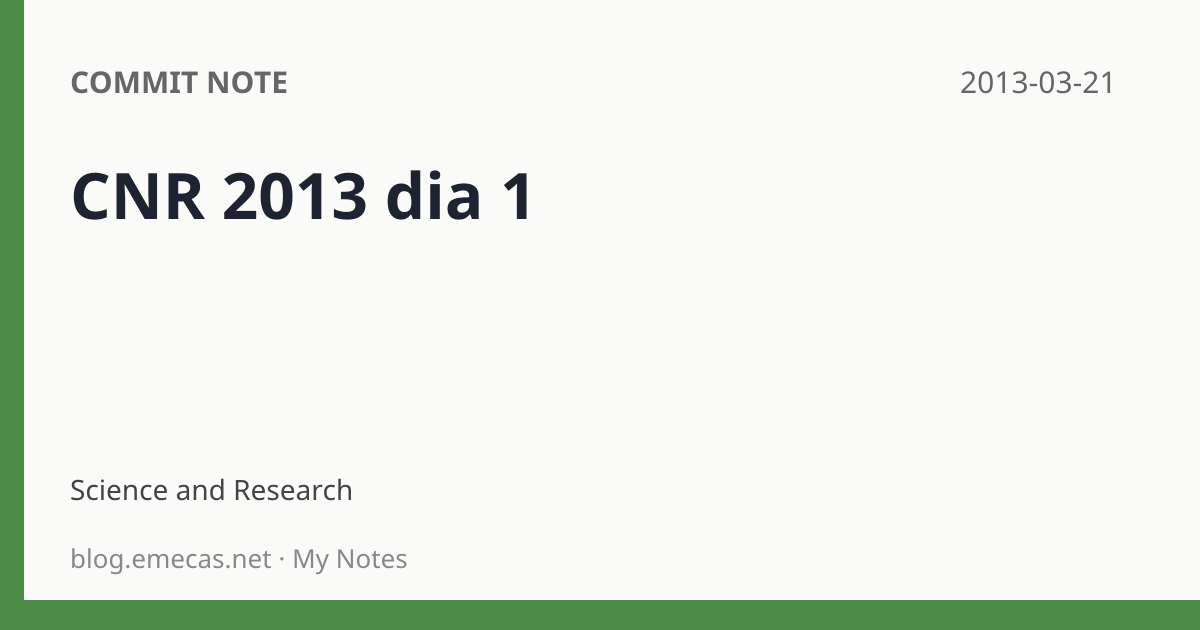 COMMIT NOTE
2013-03-21
CNR 2013 dia 1
Science and Research
blog.emecas.net · My Notes